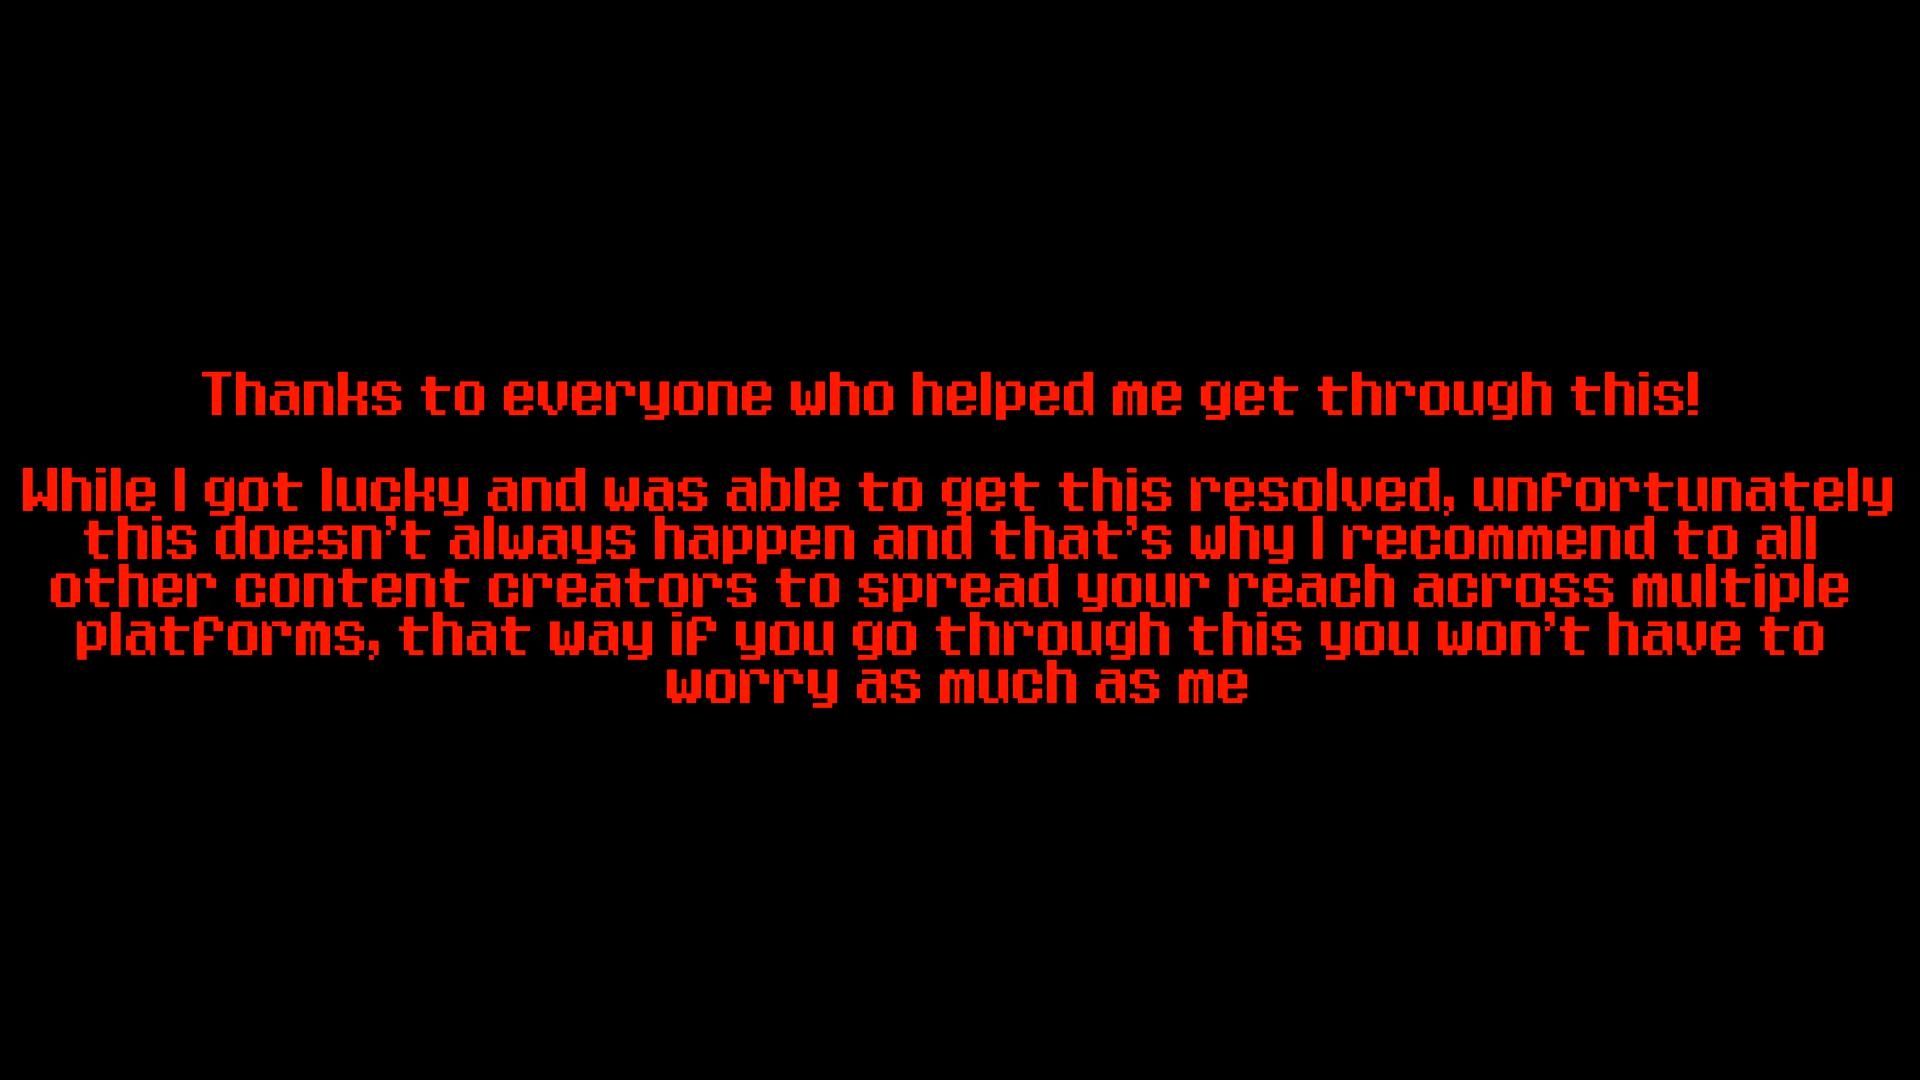 Thanks to everyone who helped me get through this!
While I got lucky and was able to get this resolved, unfortunately
this doesn't always happen and that's why I recommend to all
other content creators to spread your reach across multiple
platforms, that way if you go through this you won't have to
worry as much as me